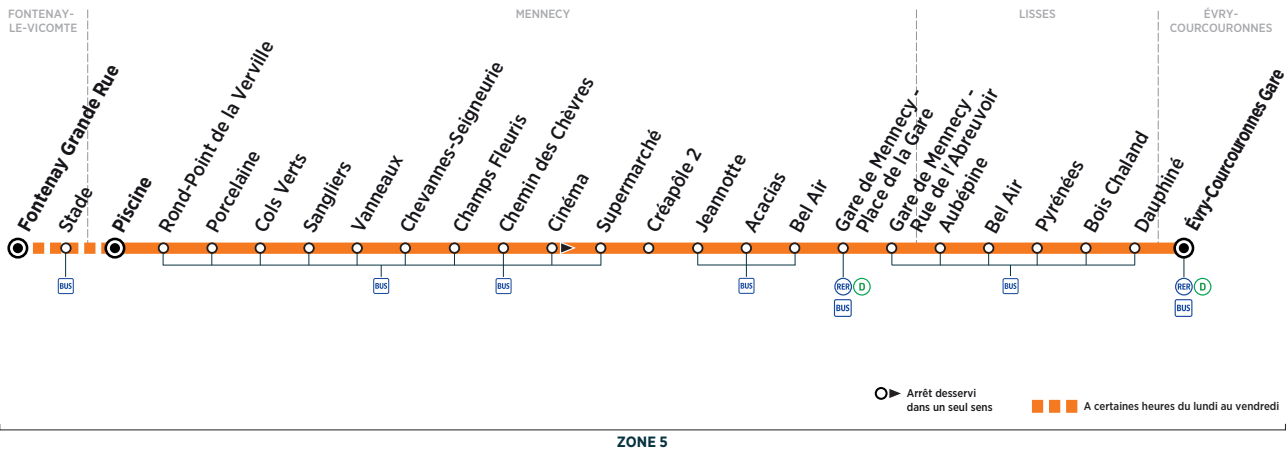 FONTENAY-
LE-VICOMTE
MENNECY
LISSES
ÉVRY-
COURCOURONNES
Fontenay Grande Rue
Stade
Piscine
Rond-Point de la Verville
Porcelaine
Cols Verts
Sangliers
Vanneaux
Chevannes-Seigneurie
Champs Fleuris
Chemin des Chèvres
Cinéma
Supermarché
Créapôle 2
Jeannotte
Acacias
Bel Air
Gare de Mennecy -
Place de la Gare
Gare de Mennecy -
Rue de l'Abreuvoir
Aubépine
Bel Air
Pyrénées
Bois Chaland
Dauphiné
Évry-Courcouronnes Gare
BUS
BUS
BUS
BUS
RER D
BUS
BUS
RER D
BUS
Arrêt desservi
dans un seul sens
A certaines heures du lundi au vendredi
ZONE 5